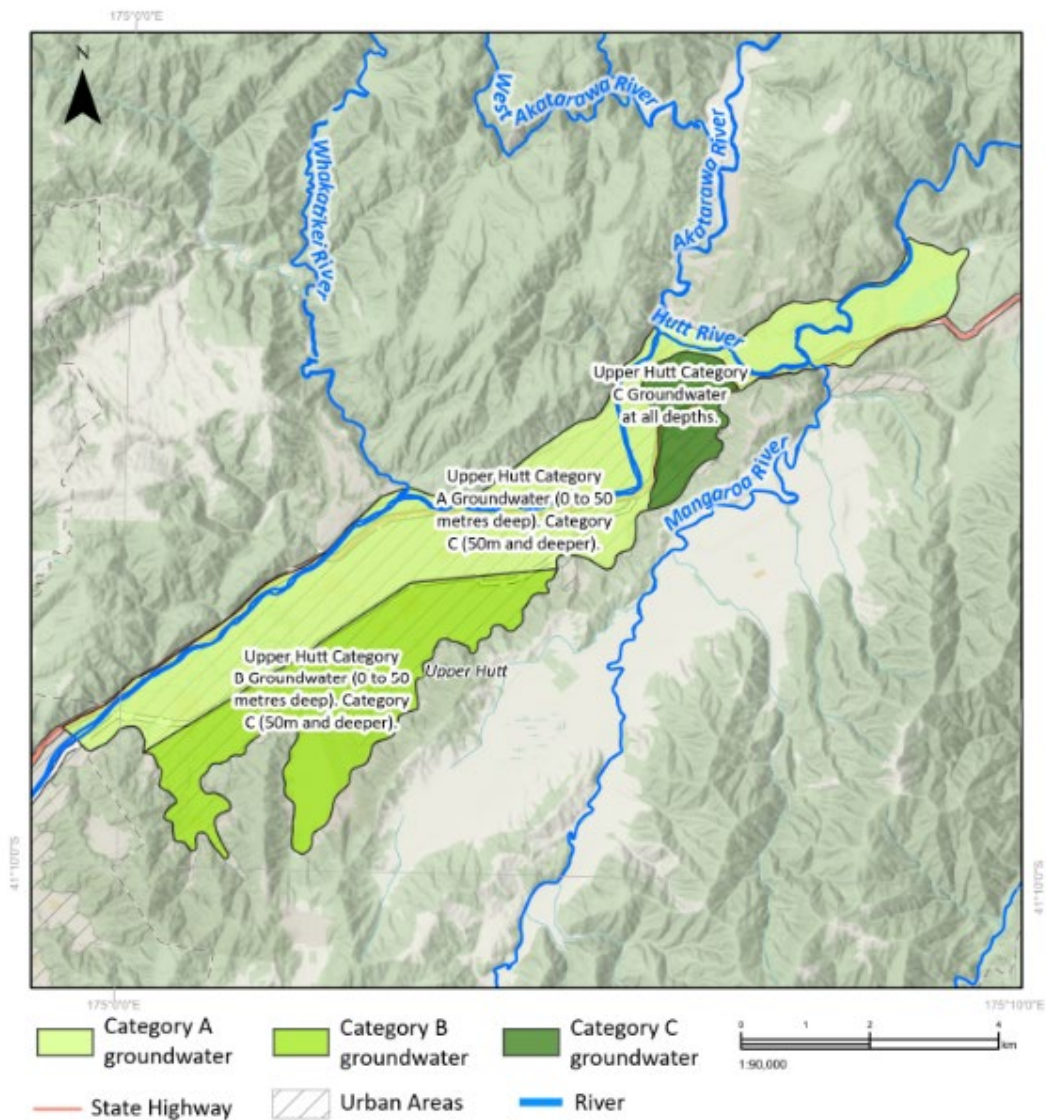 175°0'0"E
N
West
Akatarawa River
Whakatikei River
Akatarawa River
Hutt River
Upper Hutt Category
C Groundwater
at all depths.
Mangaroa River
Upper Hutt Category
A Groundwater (0 to 50
metres deep). Category
C (50m and deeper).
Upper Hutt Category
B Groundwater (0 to 50
metres deep). Category
C (50m and deeper).
Upper Hutt
41°10'0"S
41°10'0"S
175°0'0"E
175°10'0"E
Category A
groundwater
Category B
groundwater
Category C
groundwater
0 1 2 4
km
1:90,000
State Highway
Urban Areas
River